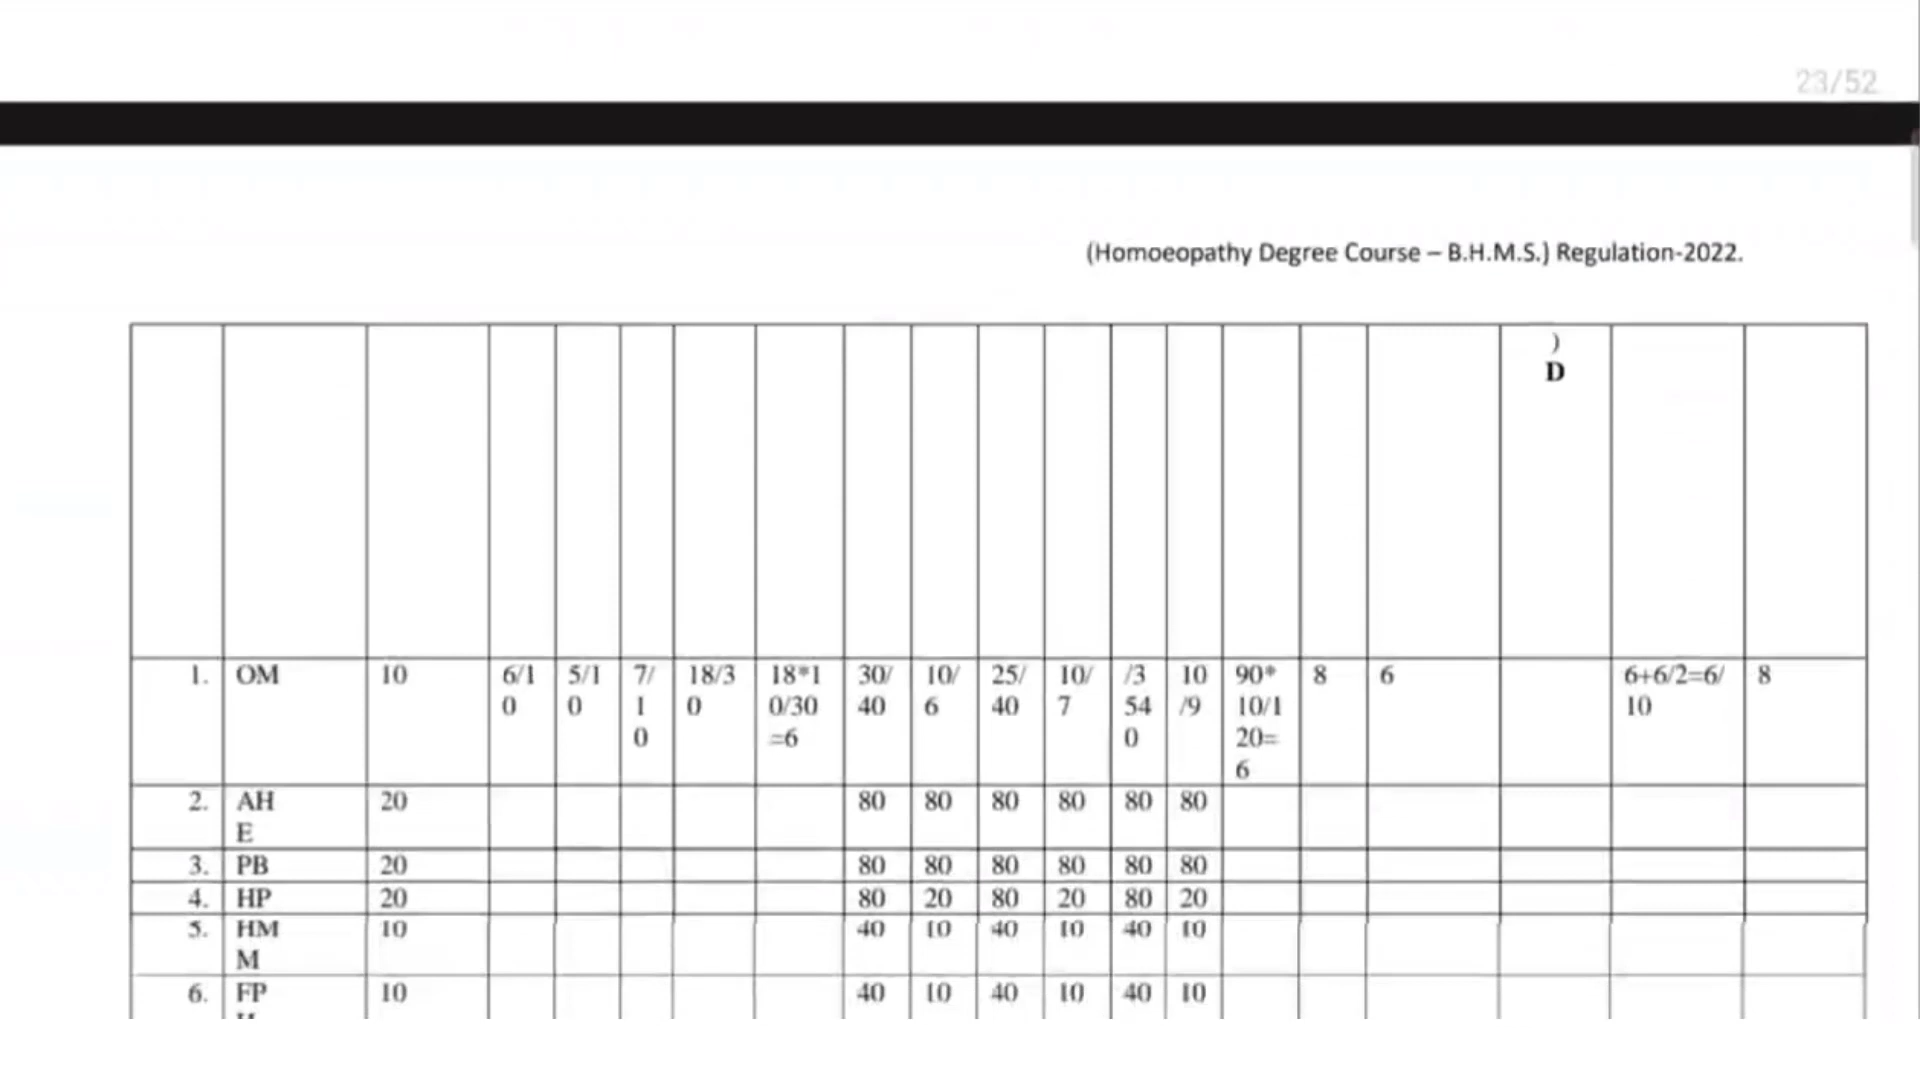 23/52
(Homoeopathy Degree Course – B.H.M.S.) Regulation-2022.
)
D
1. OM 10 6/1 5/1 7/ 18/3 18*1 30/ 10/ 25/ 10/ /3 10 90* 8 6 6+6/2=6/ 8
0 0 1 0 0/30 40 6 40 7 54 /9 10/1 10
0 =6 0 20=
6
2. AH 20 80 80 80 80 80 80
E
3. PB 20 80 80 80 80 80 80
4. HP 20 80 20 80 20 80 20
5. HM 10 40 10 40 10 40 10
M
6. FP 10 40 10 40 10 40 10